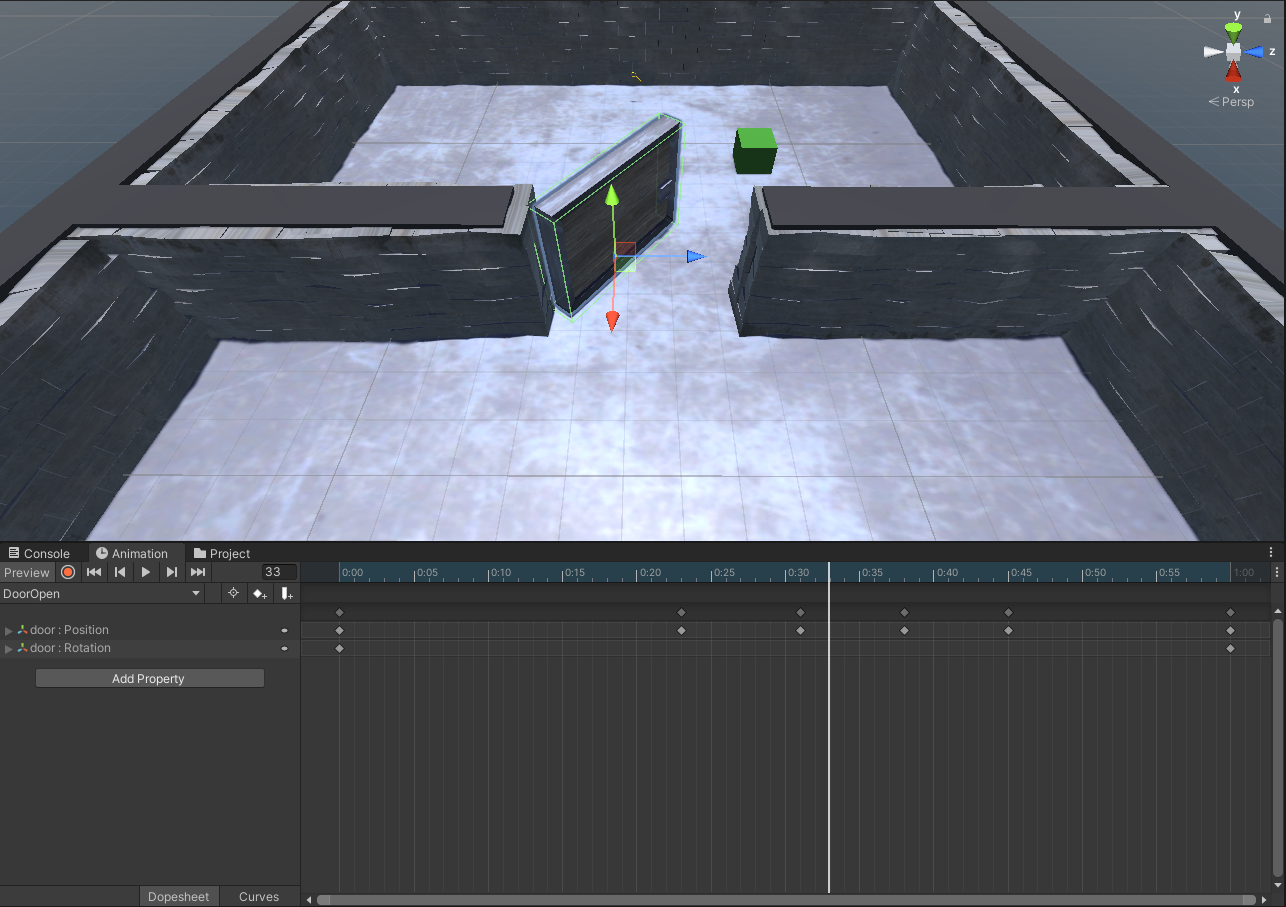 y
z
x
Persp
Console Animation Project
Preview 33 0:00 0:05 0:10 0:15 0:20 0:25 0:30 0:35 0:40 0:45 0:50 0:55 1:00
DoorOpen
door : Position
door : Rotation
Add Property
Dopesheet Curves